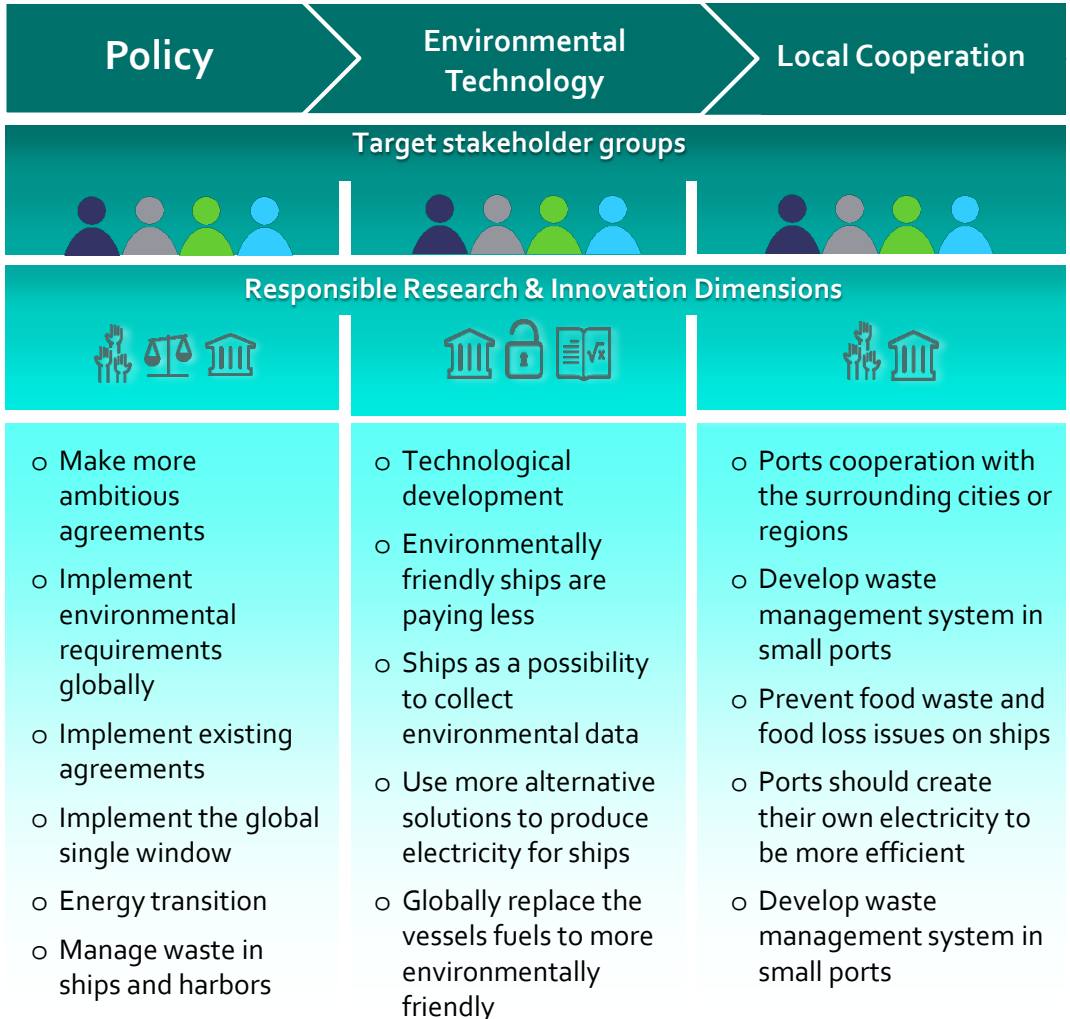 Policy
Environmental
Technology
Local Cooperation
Target stakeholder groups
Responsible Research & Innovation Dimensions
√x
o Make more
ambitious
agreements
o Implement
environmental
requirements
globally
o Implement existing
agreements
o Implement the global
single window
o Energy transition
o Manage waste in
ships and harbors
o Technological
development
o Environmentally
friendly ships are
paying less
o Ships as a possibility
to collect
environmental data
o Use more alternative
solutions to produce
electricity for ships
o Globally replace the
vessels fuels to more
environmentally
friendly
o Ports cooperation with
the surrounding cities or
regions
o Develop waste
management system in
small ports
o Prevent food waste and
food loss issues on ships
o Ports should create
their own electricity to
be more efficient
o Develop waste
management system in
small ports